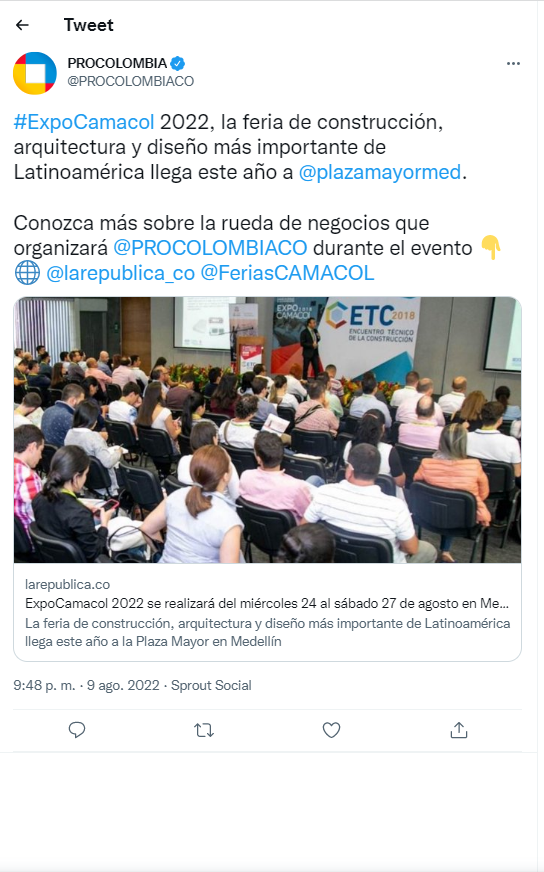 Tweet
PROCOLOMBIA
@PROCOLOMBIACO
#ExpoCamacol 2022, la feria de construcción,
arquitectura y diseño más importante de
Latinoamérica llega este año a @plazamayormed.
Conozca más sobre la rueda de negocios que
organizará @PROCOLOMBIACO durante el evento 👇
🌐 @larepublica_co @FeriasCAMACOL
EXPO 2018
CAMACOL
ETC 2018
ENCUENTRO TÉCNICO
DE LA CONSTRUCCIÓN
larepublica.co
ExpoCamacol 2022 se realizará del miércoles 24 al sábado 27 de agosto en Me...
La feria de construcción, arquitectura y diseño más importante de Latinoamérica
llega este año a la Plaza Mayor en Medellín
9:48 p. m. · 9 ago. 2022 · Sprout Social